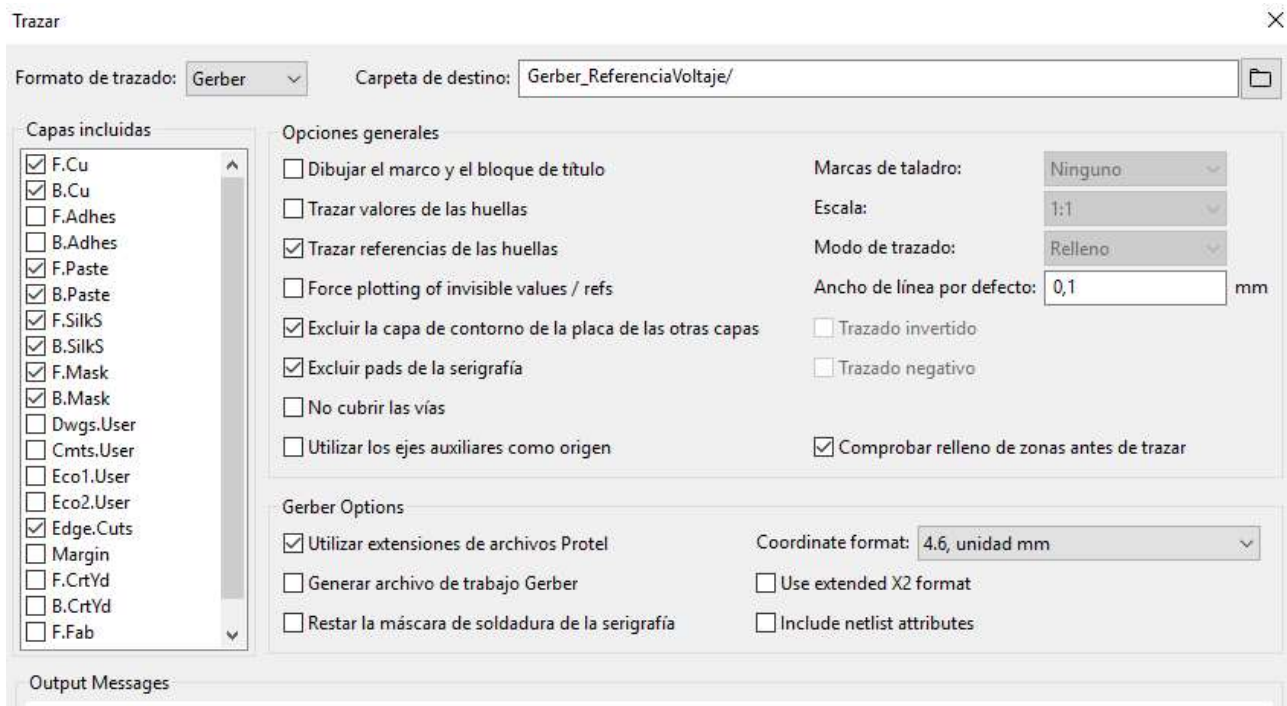 Trazar
Formato de trazado: Gerber Carpeta de destino: Gerber_ReferenciaVoltaje/
Capas incluidas
F.Cu
B.Cu
F.Adhes
B.Adhes
F.Paste
B.Paste
F.SilkS
B.SilkS
F.Mask
B.Mask
Dwgs.User
Cmts.User
Eco1.User
Eco2.User
Edge.Cuts
Margin
F.CrtYd
B.CrtYd
F.Fab
Opciones generales
Dibujar el marco y el bloque de título
Trazar valores de las huellas
Trazar referencias de las huellas
Force plotting of invisible values / refs
Excluir la capa de contorno de la placa de las otras capas
Excluir pads de la serigrafía
No cubrir las vías
Utilizar los ejes auxiliares como origen
Marcas de taladro: Ninguno
Escala: 1:1
Modo de trazado: Relleno
Ancho de línea por defecto: 0,1 mm
Trazado invertido
Trazado negativo
Comprobar relleno de zonas antes de trazar
Gerber Options
Utilizar extensiones de archivos Protel
Generar archivo de trabajo Gerber
Restar la máscara de soldadura de la serigrafía
Coordinate format: 4.6, unidad mm
Use extended X2 format
Include netlist attributes
Output Messages